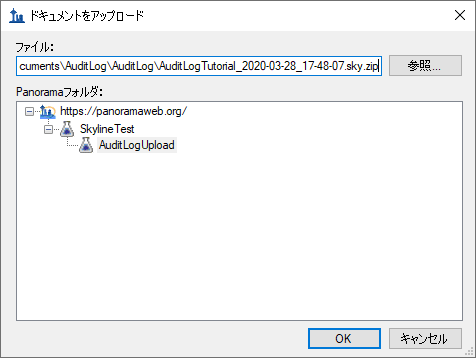 ドキュメントをアップロード
ファイル:
cuments\AuditLog\AuditLog\AuditLogTutorial_2020-03-28_17-48-07.sky.zip
参照...
Panoramaフォルダ:
https://panoramaweb.org/
SkylineTest
AuditLogUpload
OK
キャンセル